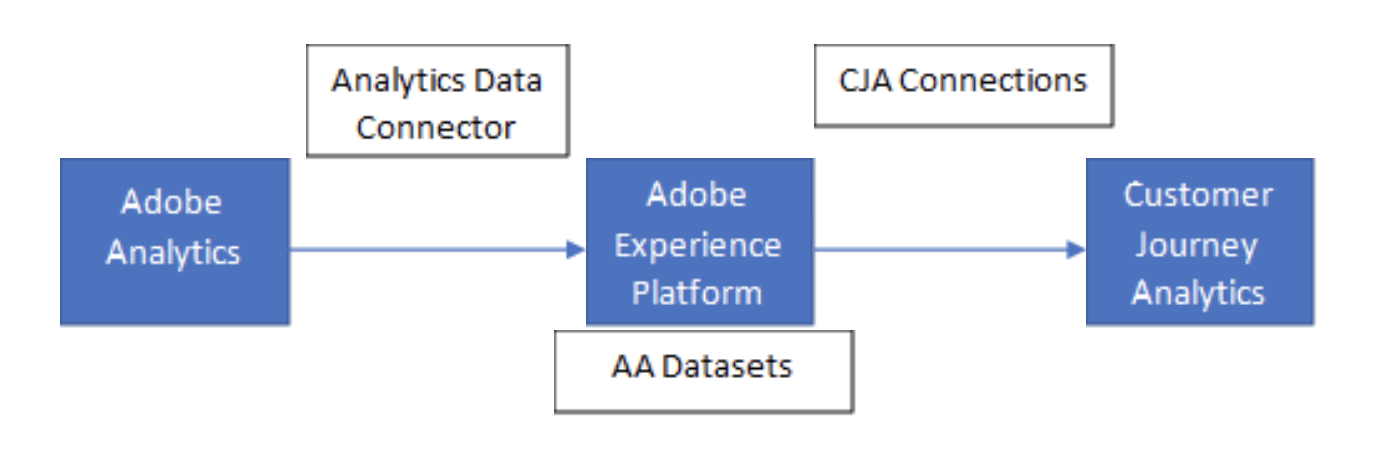 Analytics Data
Connector
CJA Connections
Adobe
Analytics
Adobe
Experience
Platform
Customer
Journey
Analytics
AA Datasets